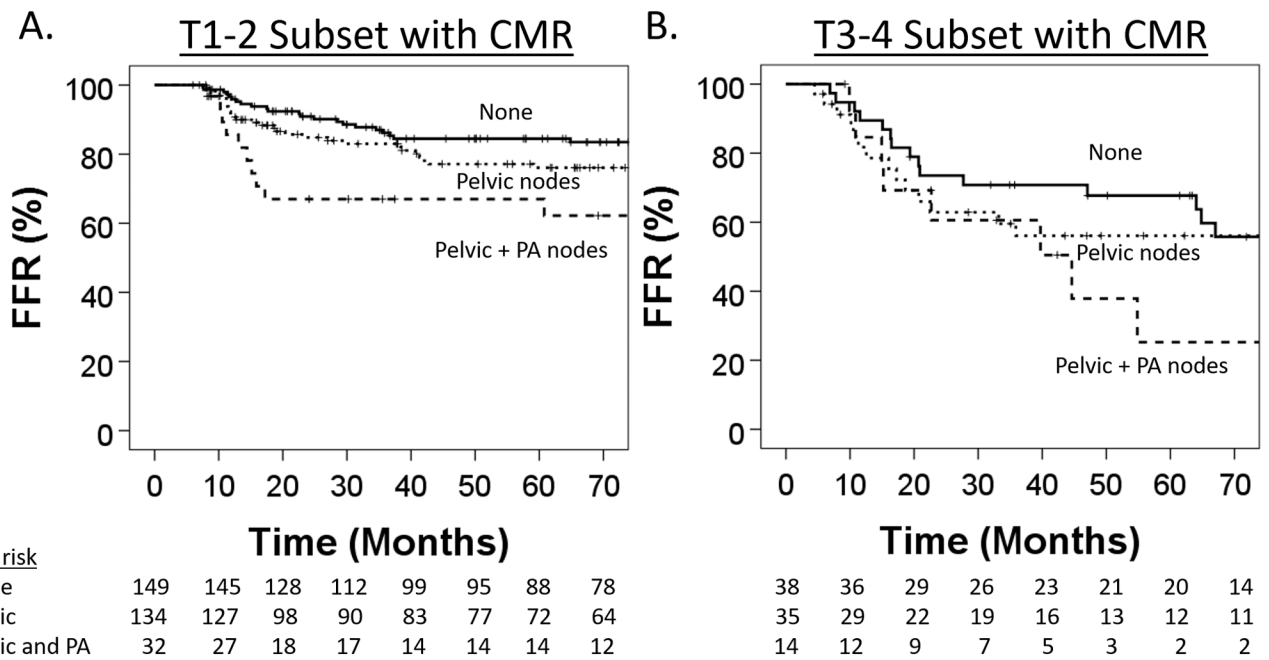 A. T1-2 Subset with CMR
B. T3-4 Subset with CMR
100
80
60
40
20
0
FFR (%)
None
Pelvic nodes
Pelvic + PA nodes
0 10 20 30 40 50 60 70
Time (Months)
100
80
60
40
20
0
FFR (%)
None
Pelvic nodes
Pelvic + PA nodes
0 10 20 30 40 50 60 70
Time (Months)
risk
e 149 145 128 112 99 95 88 78 38 36 29 26 23 21 20 14
ic 134 127 98 90 83 77 72 64 35 29 22 19 16 13 12 11
ic and PA 32 27 18 17 14 14 14 12 14 12 9 7 5 3 2 2